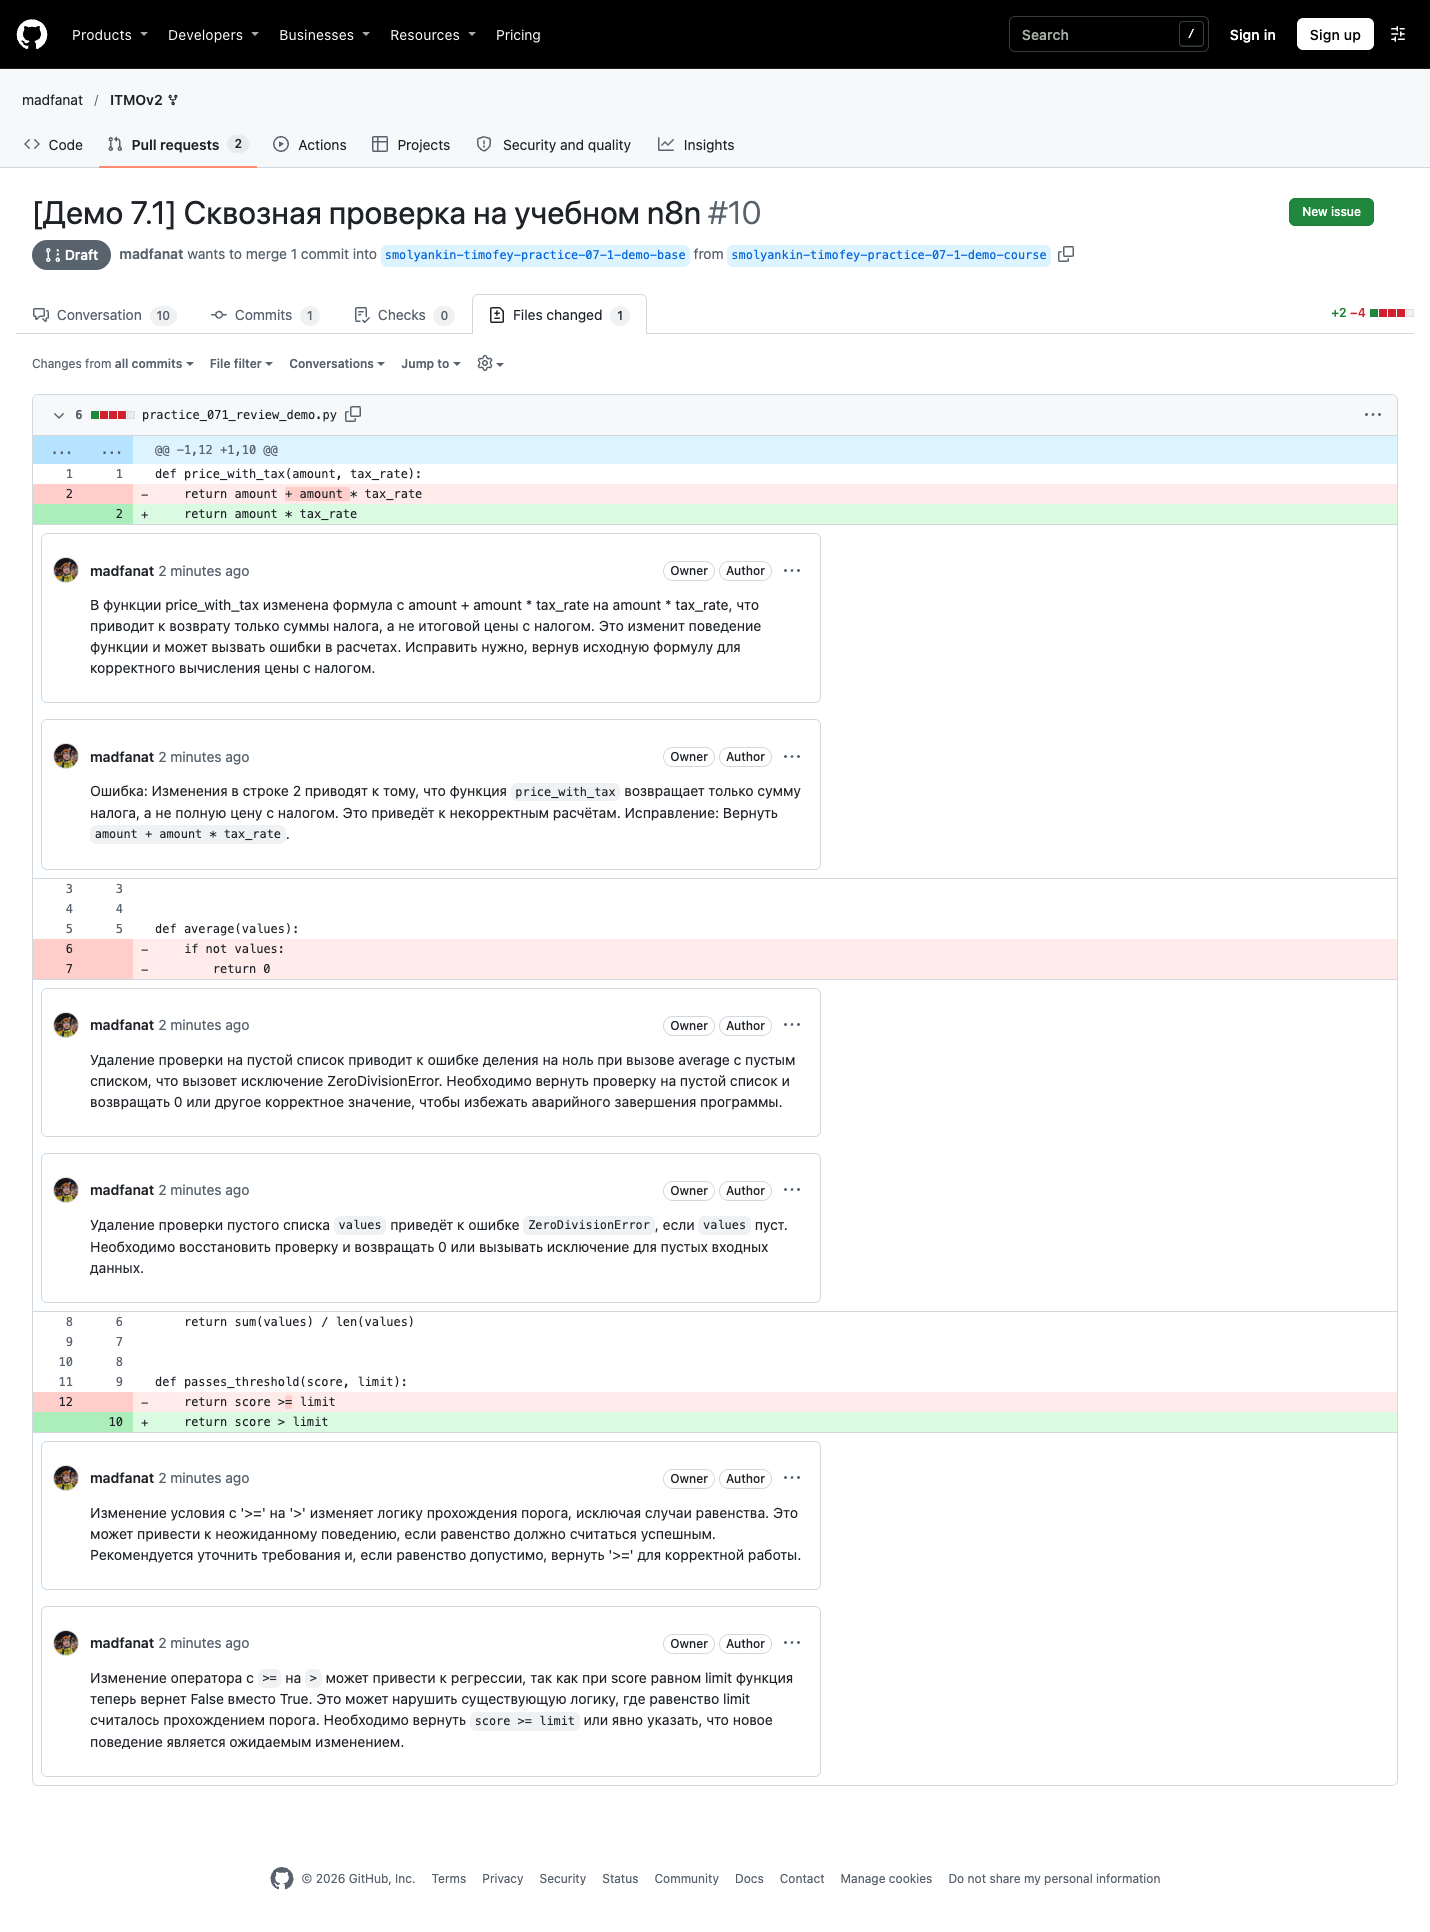 Products Developers Businesses Resources Pricing Search / Sign in Sign up
madfanat / ITMOv2
Code Pull requests 2 Actions Projects Security and quality Insights
[Демо 7.1] Сквозная проверка на учебном n8n #10
New issue
Draft madfanat wants to merge 1 commit into smolyankin-timofey-practice-07-1-demo-base from smolyankin-timofey-practice-07-1-demo-course
Conversation 10 Commits 1 Checks 0 Files changed 1 +2 −4
Changes from all commits File filter Conversations Jump to
6 practice_071_review_demo.py
... ... @@ -1,12 +1,10 @@
1 1 def price_with_tax(amount, tax_rate):
2 - return amount + amount * tax_rate
2 + return amount * tax_rate
madfanat 2 minutes ago Owner Author
В функции price_with_tax изменена формула с amount + amount * tax_rate на amount * tax_rate, что
приводит к возврату только суммы налога, а не итоговой цены с налогом. Это изменит поведение
функции и может вызвать ошибки в расчетах. Исправить нужно, вернув исходную формулу для
корректного вычисления цены с налогом.
madfanat 2 minutes ago Owner Author
Ошибка: Изменения в строке 2 приводят к тому, что функция price_with_tax возвращает только сумму
налога, а не полную цену с налогом. Это приведёт к некорректным расчётам. Исправление: Вернуть
amount + amount * tax_rate .
3 3
4 4
5 5 def average(values):
6 - if not values:
7 - return 0
madfanat 2 minutes ago Owner Author
Удаление проверки на пустой список приводит к ошибке деления на ноль при вызове average с пустым
списком, что вызовет исключение ZeroDivisionError. Необходимо вернуть проверку на пустой список и
возвращать 0 или другое корректное значение, чтобы избежать аварийного завершения программы.
madfanat 2 minutes ago Owner Author
Удаление проверки пустого списка values приведёт к ошибке ZeroDivisionError , если values пуст.
Необходимо восстановить проверку и возвращать 0 или вызывать исключение для пустых входных
данных.
8 6 return sum(values) / len(values)
9 7
10 8
11 9 def passes_threshold(score, limit):
12 - return score >= limit
10 + return score > limit
madfanat 2 minutes ago Owner Author
Изменение условия с '>=' на '>' изменяет логику прохождения порога, исключая случаи равенства. Это
может привести к неожиданному поведению, если равенство должно считаться успешным.
Рекомендуется уточнить требования и, если равенство допустимо, вернуть '>=' для корректной работы.
madfanat 2 minutes ago Owner Author
Изменение оператора с >= на > может привести к регрессии, так как при score равном limit функция
теперь вернет False вместо True. Это может нарушить существующую логику, где равенство limit
считалось прохождением порога. Необходимо вернуть score >= limit или явно указать, что новое
поведение является ожидаемым изменением.
© 2026 GitHub, Inc. Terms Privacy Security Status Community Docs Contact Manage cookies Do not share my personal information